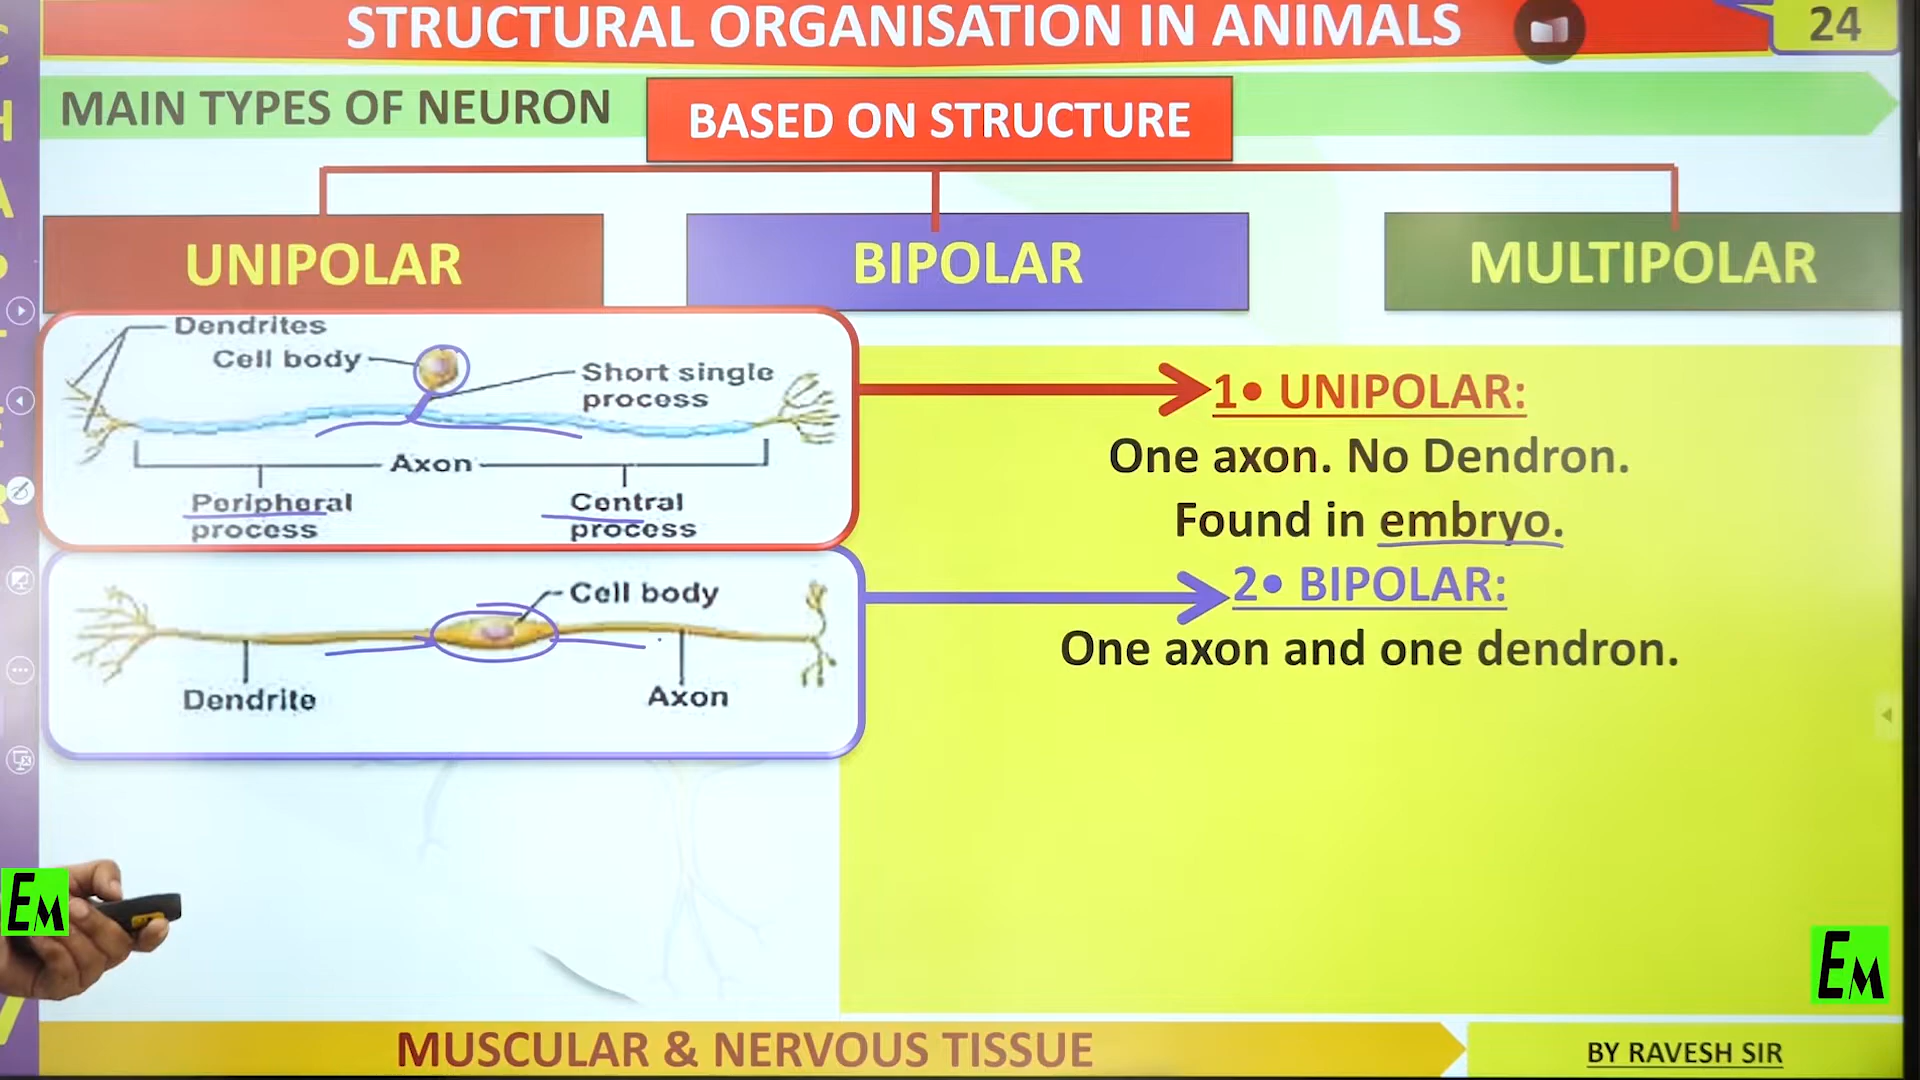 STRUCTURAL ORGANISATION IN ANIMALS
24
MAIN TYPES OF NEURON
BASED ON STRUCTURE
UNIPOLAR
BIPOLAR
MULTIPOLAR
Dendrites
Cell body
Short single
process
Axon
Peripheral
process
Central
process
1• UNIPOLAR:
One axon. No Dendron.
Found in embryo.
Cell body
Dendrite
Axon
2• BIPOLAR:
One axon and one dendron.
EM
EM
MUSCULAR & NERVOUS TISSUE
BY RAVESH SIR